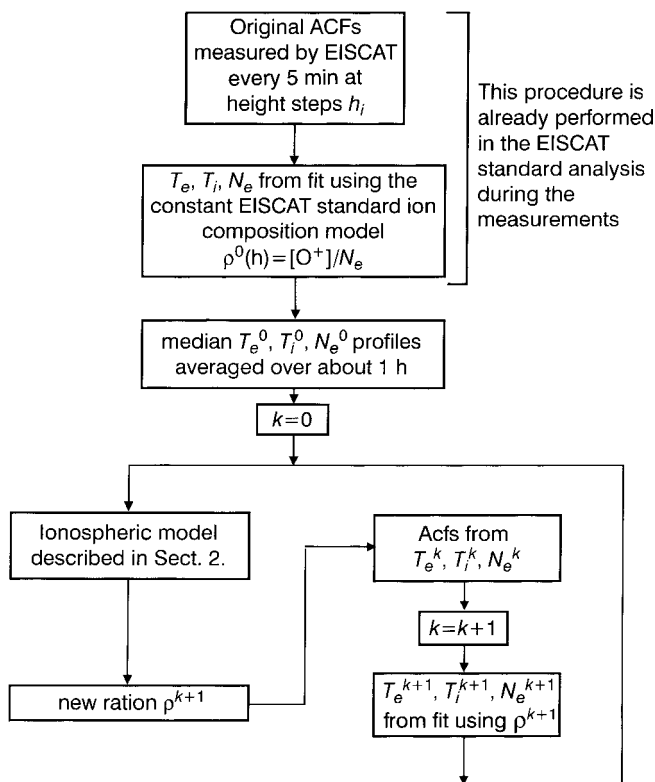 Original ACFs
measured by EISCAT
every 5 min at
height steps hᵢ
This procedure is
already performed
in the EISCAT
standard analysis
during the
measurements
Tₑ, Tᵢ, Nₑ from fit using the
constant EISCAT standard ion
composition model
ρ⁰(h)=[O⁺]/Nₑ
median Tₑ⁰, Tᵢ⁰, Nₑ⁰ profiles
averaged over about 1 h
k=0
Ionospheric model
described in Sect. 2.
Acfs from
Tₑᵏ, Tᵢᵏ, Nₑᵏ
k=k+1
new ration ρᵏ⁺¹
Tₑᵏ⁺¹, Tᵢᵏ⁺¹, Nₑᵏ⁺¹
from fit using ρᵏ⁺¹